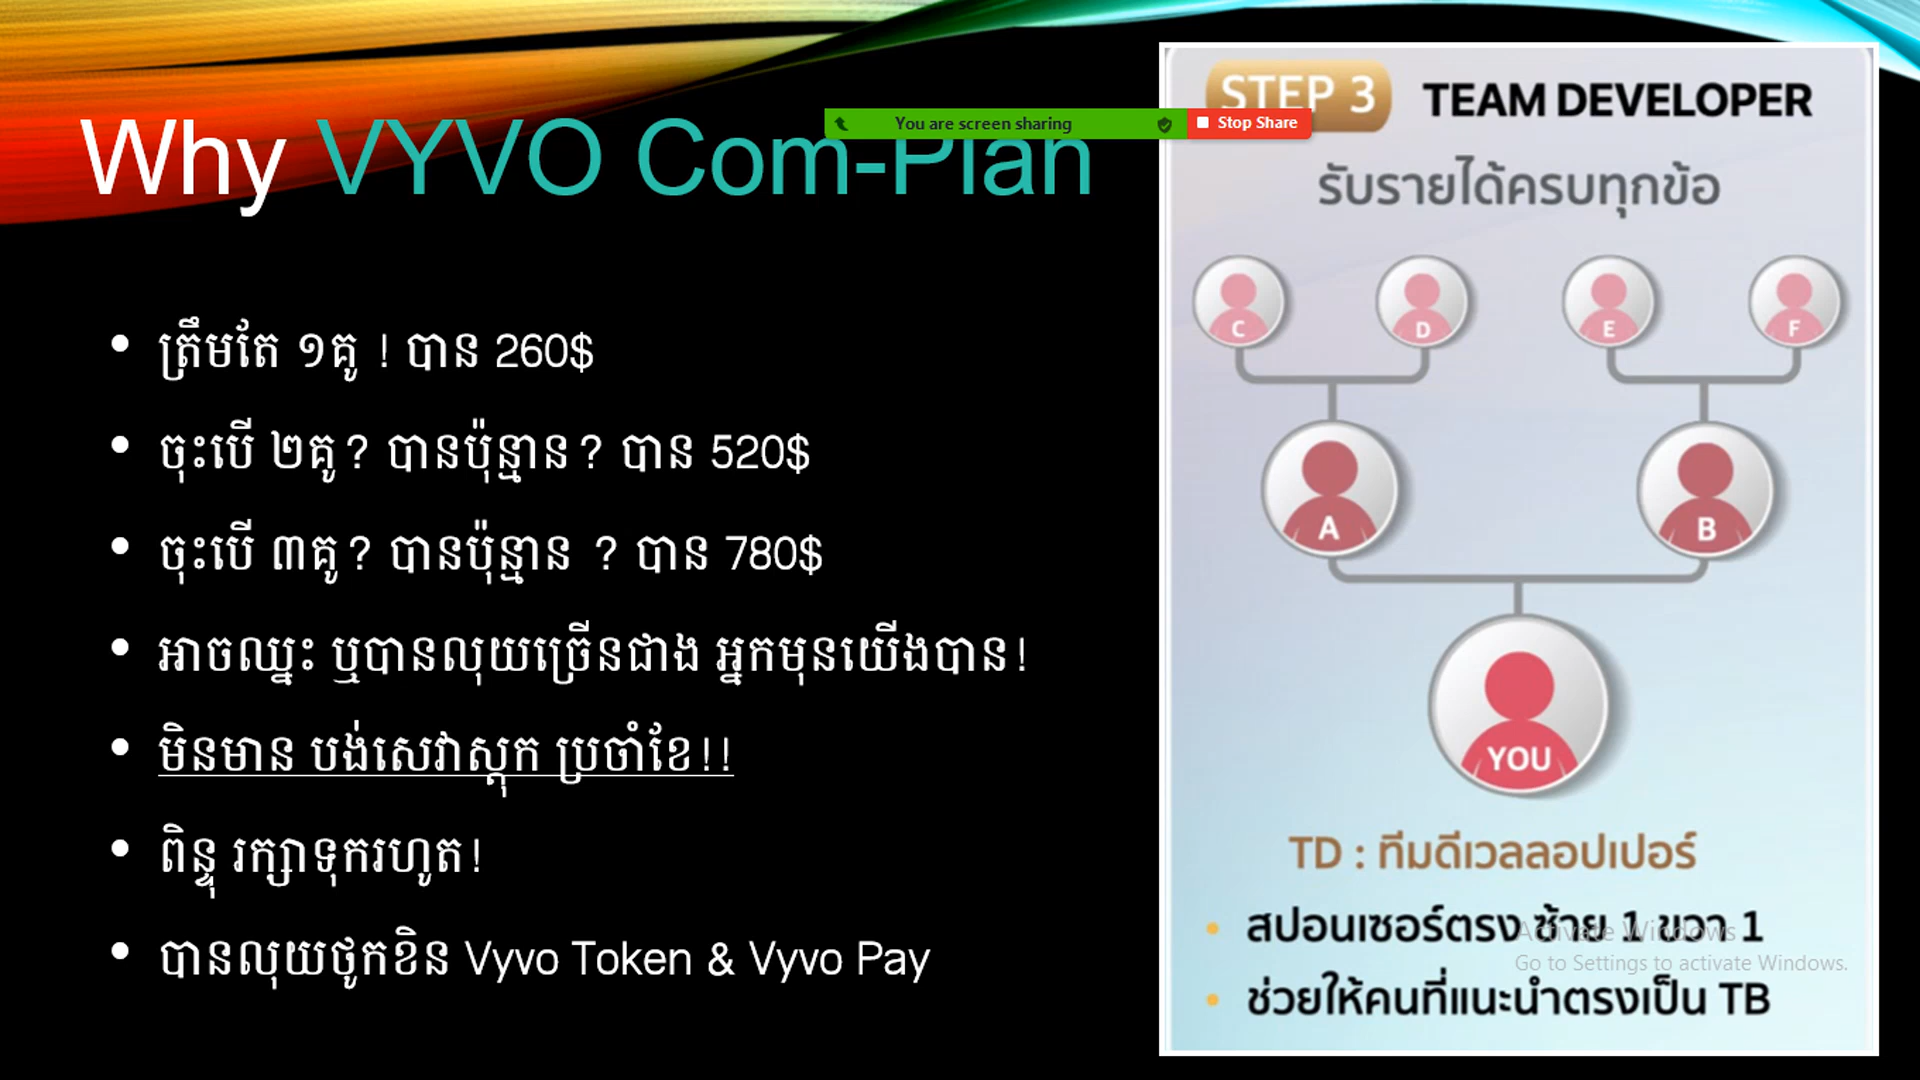 Why VYVO Com-Plan
You are screen sharing
Stop Share
• ត្រឹមតែ ១គូ ! បាន 260$
• ចុះបើ ២គូ? បានប៉ុន្មាន? បាន 520$
• ចុះបើ ៣គូ? បានប៉ុន្មាន ? បាន 780$
• អាចឈ្នះ ឬបានលុយច្រើនជាង អ្នកមុនយើងបាន!
• មិនមាន បង់សេវាស្តុក ប្រចាំខែ!!
• ពិន្ទុ រក្សាទុករហូត!
• បានលុយថូកខិន Vyvo Token & Vyvo Pay
STEP 3 TEAM DEVELOPER
รับรายได้ครบทุกข้อ
C D E F
A B
YOU
TD : ทีมดีเวลลอปเปอร์
• สปอนเซอร์ตรง ซ้าย 1 ขวา 1
• ช่วยให้คนที่แนะนำตรงเป็น TB
Activate Windows
Go to Settings to activate Windows.